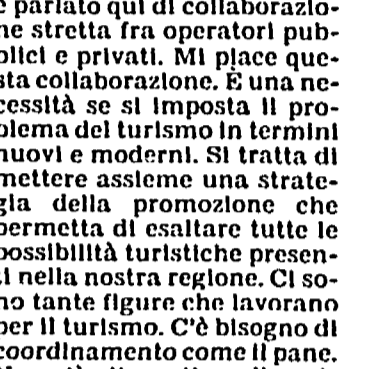 è parlato qui di collaborazio-
ne stretta fra operatori pub-
blici e privati. Mi piace que-
sta collaborazione. È una ne-
cessità se si imposta il pro-
blema del turismo in termini
nuovi e moderni. Si tratta di
mettere assieme una strate-
gia della promozione che
permetta di esaltare tutte le
possibilità turistiche presen-
ti nella nostra regione. Ci so-
no tante figure che lavorano
per il turismo. C'è bisogno di
coordinamento come il pane.